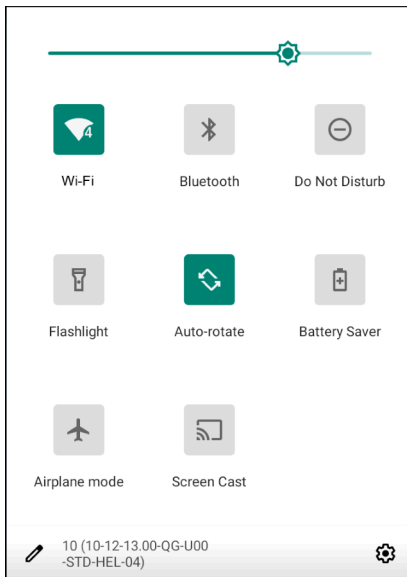 4
Wi-Fi
Bluetooth
Do Not Disturb
Flashlight
Auto-rotate
Battery Saver
Airplane mode
Screen Cast
10 (10-12-13.00-QG-U00
-STD-HEL-04)